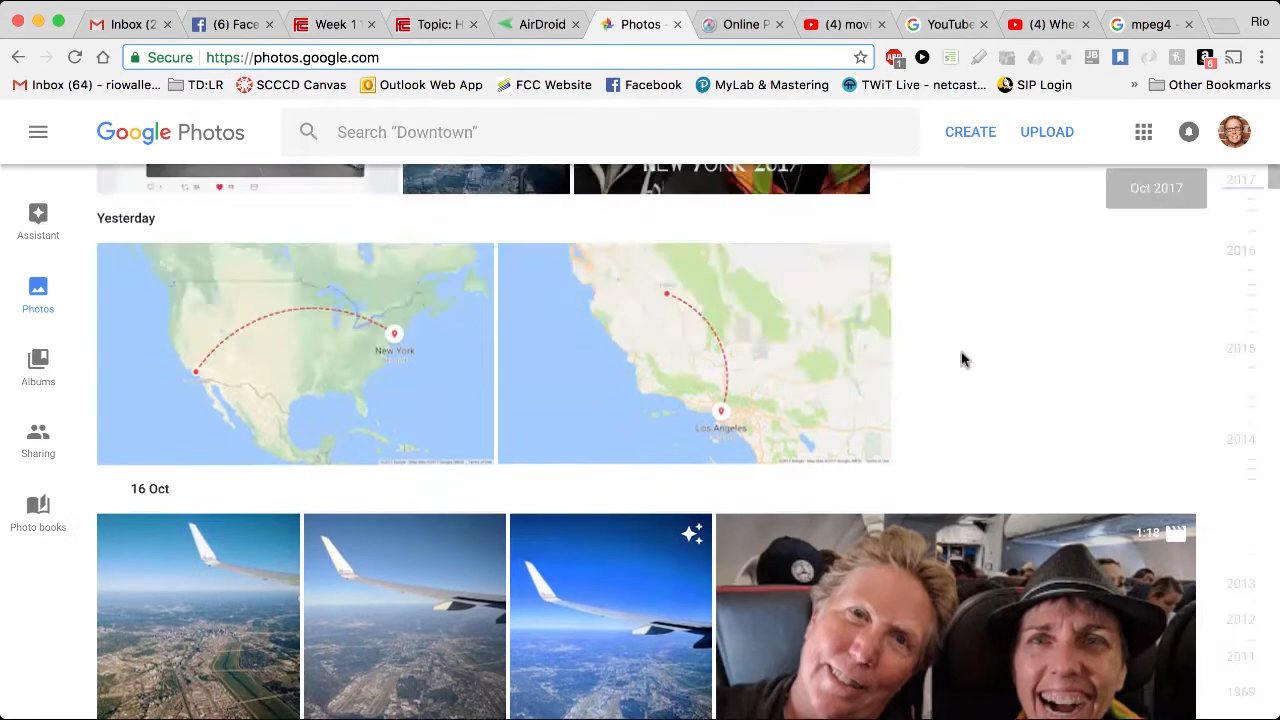 Inbox (2
(6) Face
Week 1
Topic: H
AirDroid
Photos -
Online P
(4) movi
YouTube
(4) Whe
mpeg4 -
Rio
Secure
https://photos.google.com
ABP
1
JB
8
Inbox (64) - riowalle...
TD:LR
SCCCD Canvas
Outlook Web App
FCC Website
Facebook
MyLab & Mastering
TWiT - netcast...
SIP Login
»
Other Bookmarks
Google Photos
Search “Downtown”
CREATE
UPLOAD
NEW YORK 2017
Oct 2017
2017
Yesterday
Assistant
2016
Photos
New York
2015
Albums
Los Angeles
Sharing
2014
16 Oct
Photo books
1:18
2013
2012
2011
1969